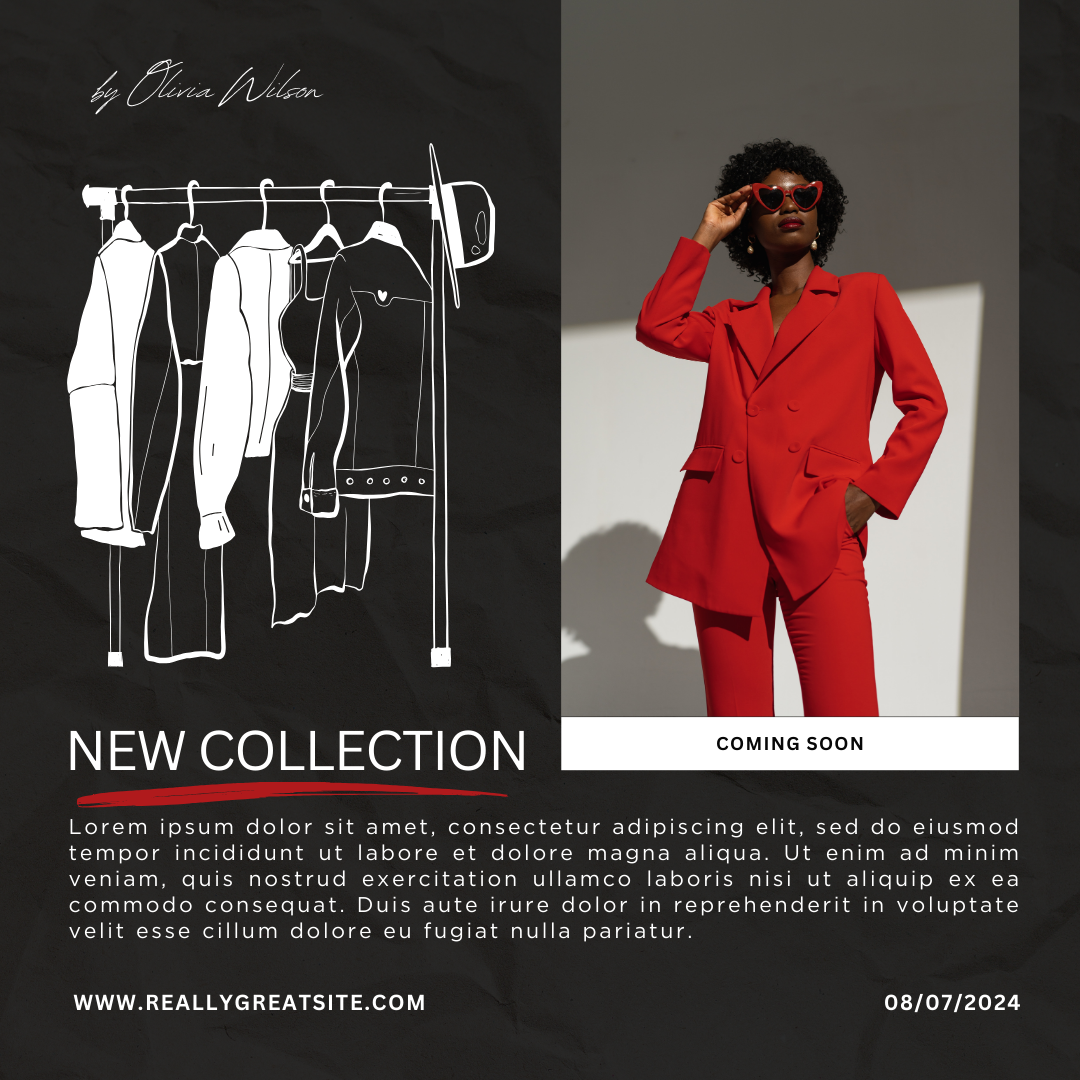 by Olivia Wilson
NEW COLLECTION
COMING SOON
Lorem ipsum dolor sit amet, consectetur adipiscing elit, sed do eiusmod
tempor incididunt ut labore et dolore magna aliqua. Ut enim ad minim
veniam, quis nostrud exercitation ullamco laboris nisi ut aliquip ex ea
commodo consequat. Duis aute irure dolor in reprehenderit in voluptate
velit esse cillum dolore eu fugiat nulla pariatur.
WWW.REALLYGREATSITE.COM
08/07/2024